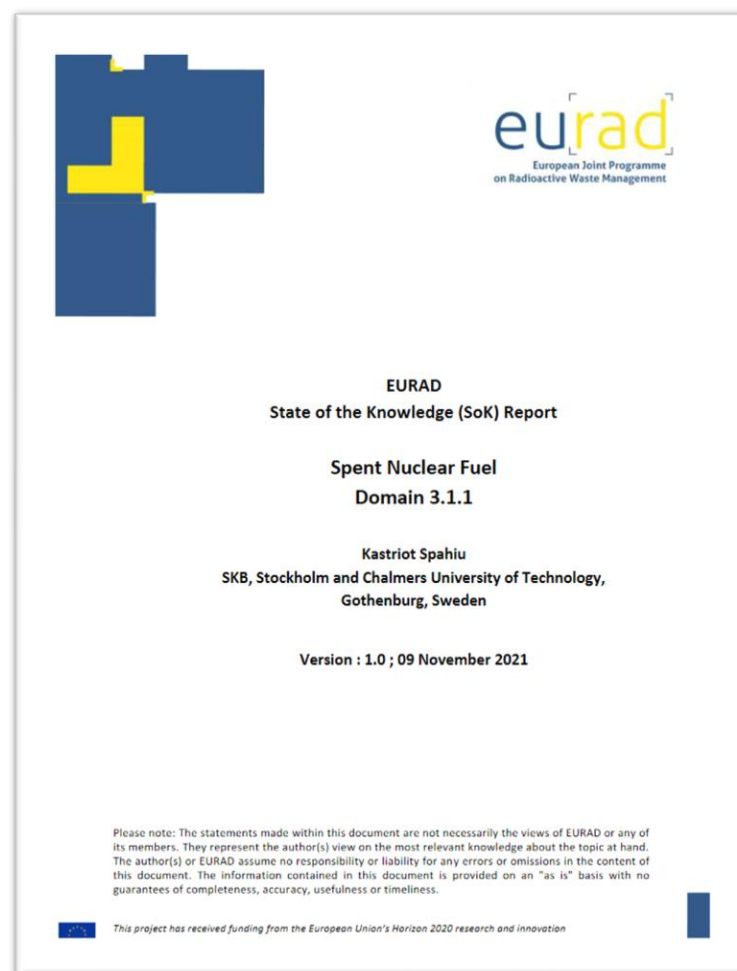 eurad
European Joint Programme
on Radioactive Waste Management
EURAD
State of the Knowledge (SoK) Report
Spent Nuclear Fuel
Domain 3.1.1
Kastriot Spahiu
SKB, Stockholm and Chalmers University of Technology,
Gothenburg, Sweden
Version : 1.0 ; 09 November 2021
Please note: The statements made within this document are not necessarily the views of EURAD or any of
its members. They represent the author(s) view on the most relevant knowledge about the topic at hand.
The author(s) or EURAD assume no responsibility or liability for any errors or omissions in the content of
this document. The information contained in this document is provided on an "as is" basis with no
guarantees of completeness, accuracy, usefulness or timeliness.
This project has received funding from the European Union's Horizon 2020 research and innovation